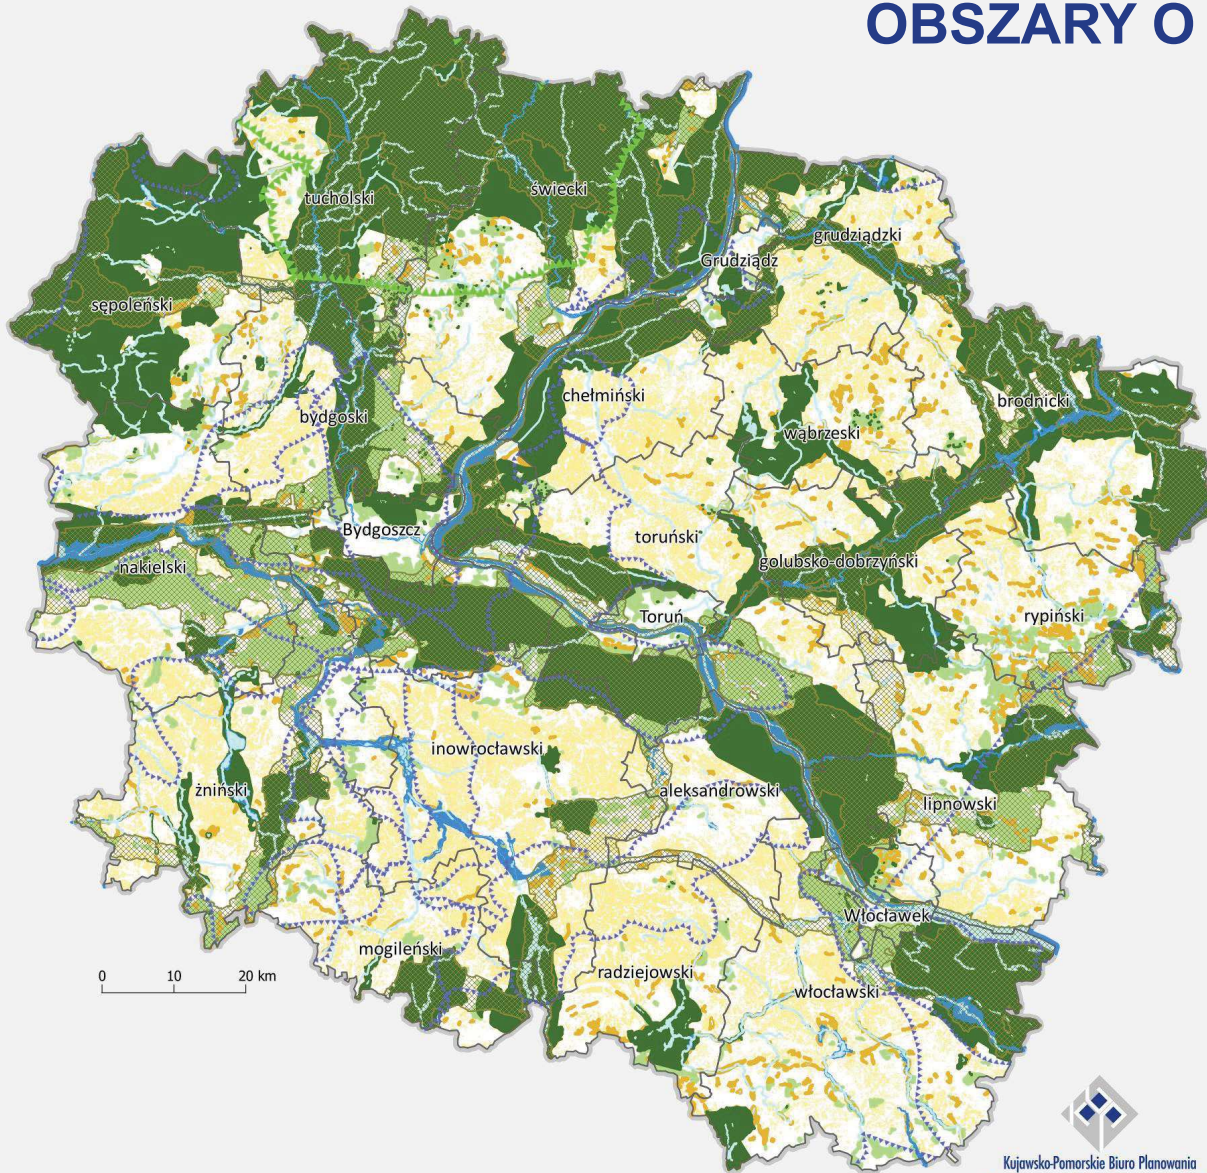 OBSZARY O
tucholski
świecki
grudziądzki
Grudziądz
sępoleński
chełmiński
brodnicki
bydgoski
wąbrzeski
Bydgoszcz
toruński
golubsko-dobrzyński
nakielski
Toruń
rypiński
inowrocławski
żniński
aleksandrowski
lipnowski
Włocławek
mogileński
radziejowski
włocławski
0 10 20 km
Kujawsko-Pomorskie Biuro Planowania